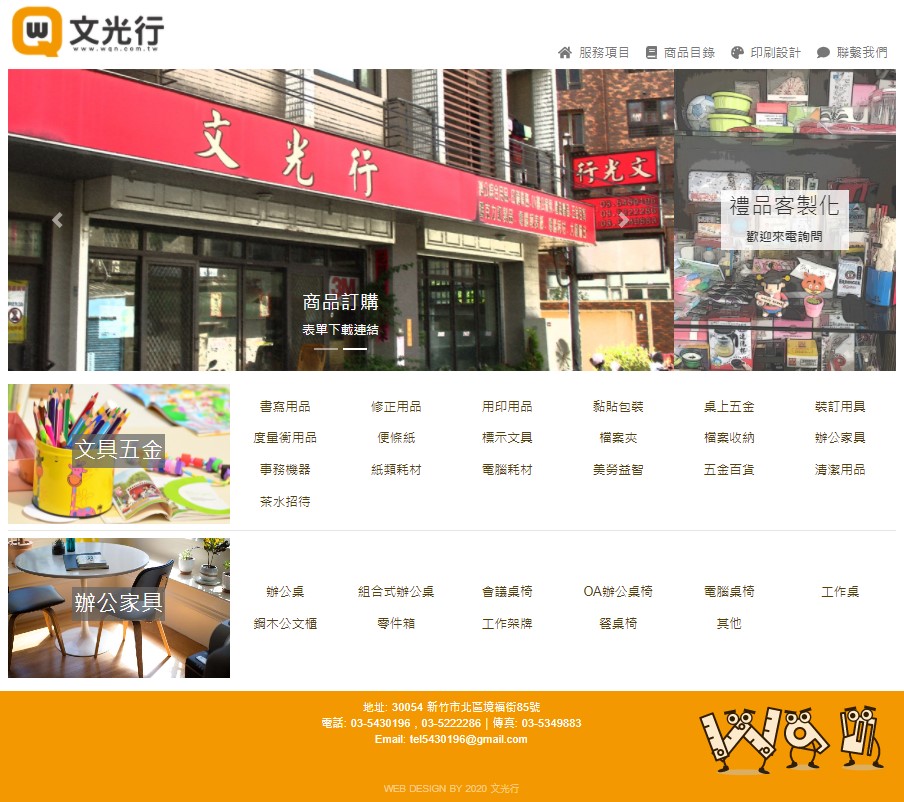 W
文光行
www.wqn.com.tw
服務項目 商品目錄 印刷設計 聯繫我們
文光行
行光文
3M
商品訂購
表單下載連結
禮品客製化
歡迎來電詢問
文具五金
書寫用品 修正用品 用印用品 黏貼包裝 桌上五金 裝訂用具
度量衡用品 便條紙 標示文具 檔案夾 檔案收納 辦公家具
事務機器 紙類耗材 電腦耗材 美勞益智 五金百貨 清潔用品
茶水招待
辦公家具
辦公桌 組合式辦公桌 會議桌椅 OA辦公桌椅 電腦桌椅 工作桌
鋼木公文櫃 零件箱 工作架牌 餐桌椅 其他
地址: 30054 新竹市北區境福街85號
電話: 03-5430196 , 03-5222286 | 傳真: 03-5349883
Email: tel5430196@gmail.com
WEB DESIGN BY 2020 文光行
Wqn